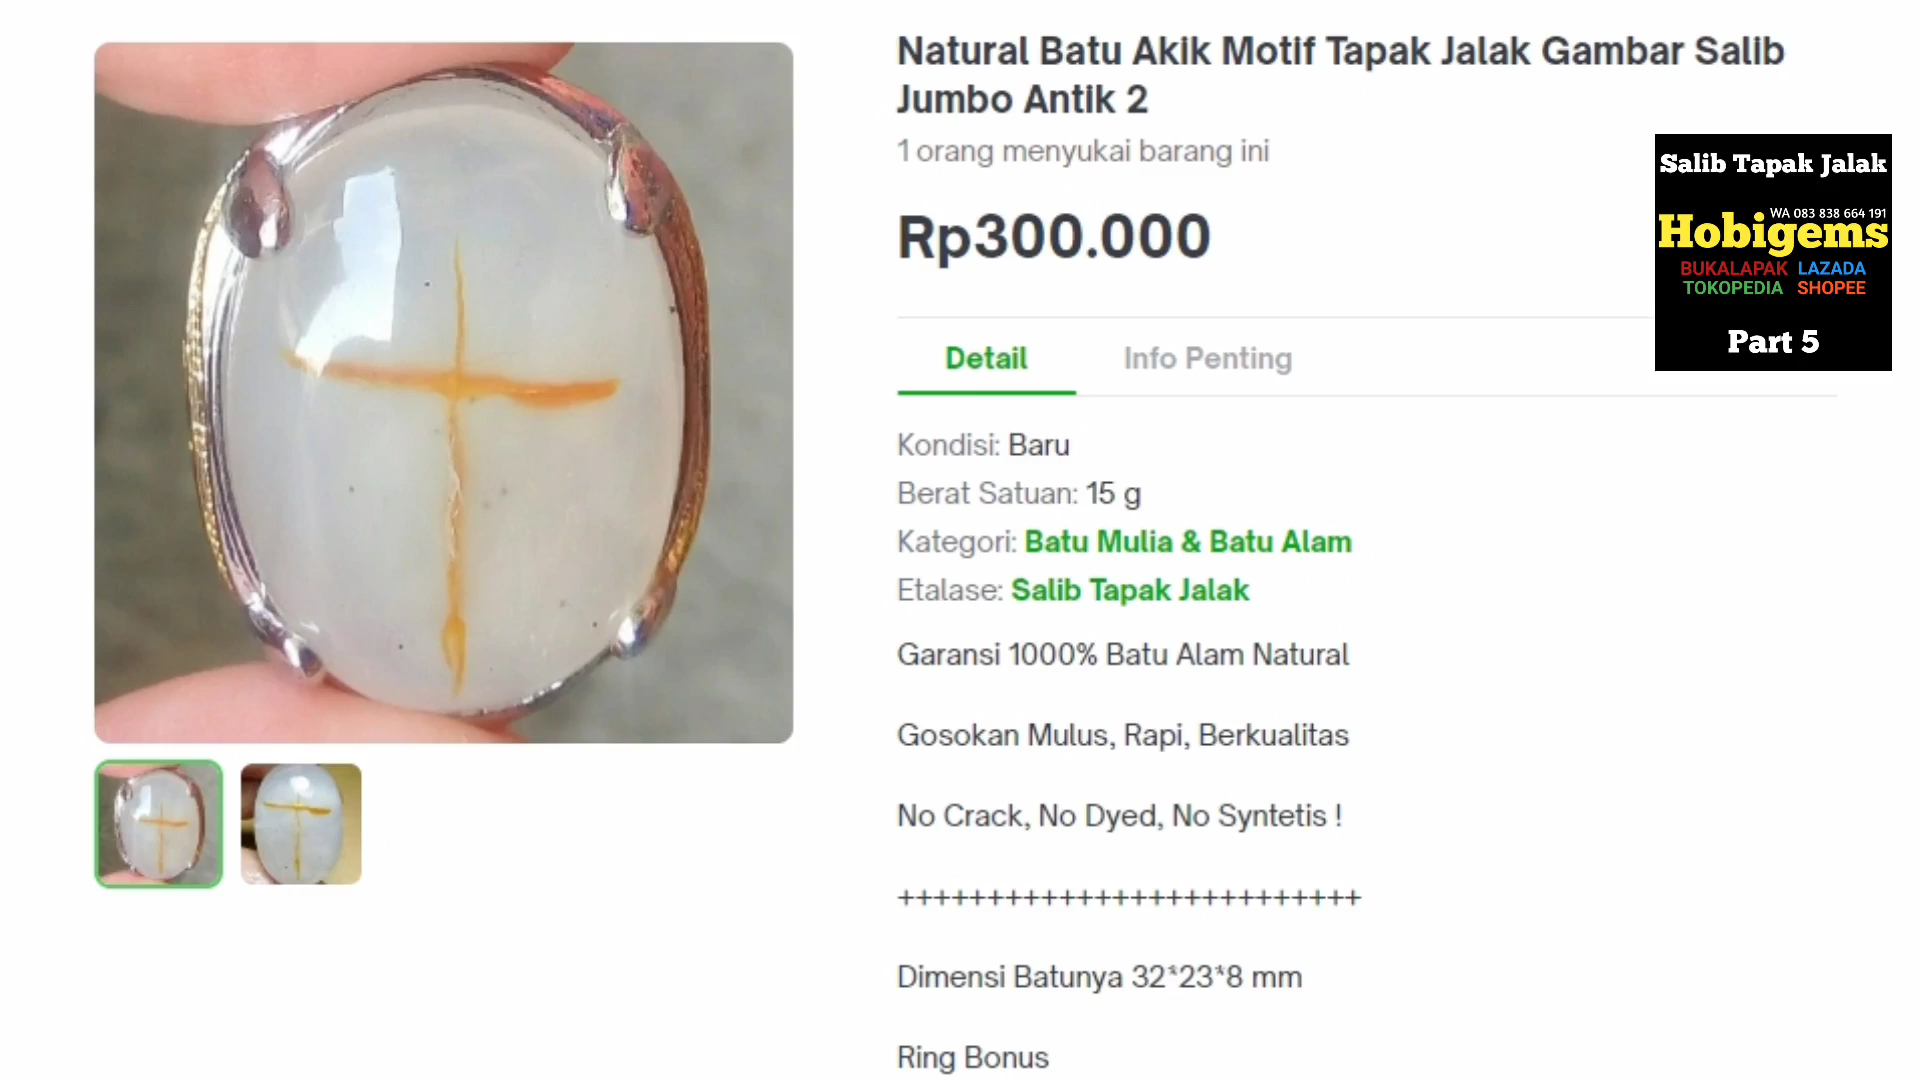 Natural Batu Akik Motif Tapak Jalak Gambar Salib
Jumbo Antik 2
1 orang menyukai barang ini
Rp300.000
Detail Info Penting
Kondisi: Baru
Berat Satuan: 15 g
Kategori: Batu Mulia & Batu Alam
Etalase: Salib Tapak Jalak
Garansi 1000% Batu Alam Natural
Gosokan Mulus, Rapi, Berkualitas
No Crack, No Dyed, No Syntetis !
++++++++++++++++++++++++++
Dimensi Batunya 32*23*8 mm
Ring Bonus
Salib Tapak Jalak
WA 083 838 664 191
Hobigems
BUKALAPAK LAZADA
TOKOPEDIA SHOPEE
Part 5